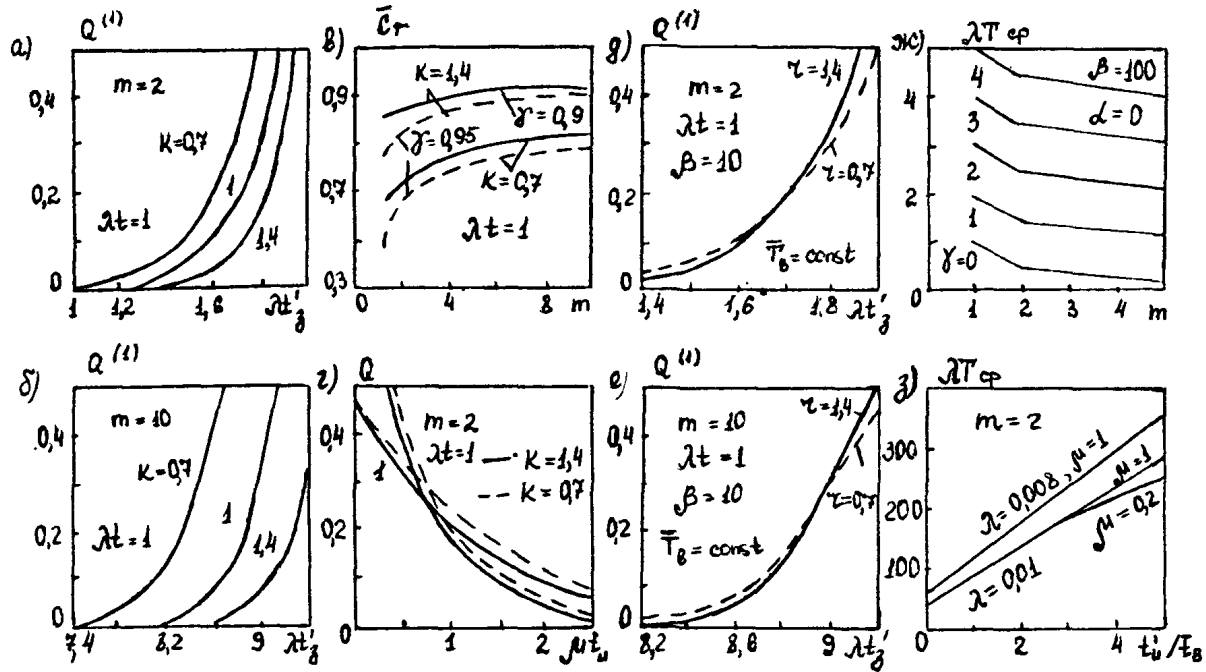 а)
Q⁽¹⁾
m=2
K=0,7
1
1,4
λt=1
0,4
0,2
0
1
1,2
1,6
λt'з
в)
C̄г
K=1,4
γ=0,9
γ=0,95
K=0,7
λt=1
0,9
0,7
0,3
4
8
m
д)
Q⁽¹⁾
m=2
λt=1
β=10
τ=1,4
τ=0,7
T̄в=const
0,4
0,2
0
1,4
1,6
1,8
λt'з
ж)
λTср
β=100
α=0
4
3
2
1
γ=0
4
2
0
1
2
3
4
m
б)
Q⁽¹⁾
m=10
K=0,7
1
1,4
λt=1
0,4
0,2
0
7,4
8,2
9
λt'з
г)
Q
m=2
λt=1
K=1,4
K=0,7
1
0,4
0,2
0
1
2
μtи
е)
Q⁽¹⁾
m=10
λt=1
β=10
τ=1,4
τ=0,7
T̄в=const
0,4
0,2
0
8,2
8,6
9
λt'з
з)
λTср
m=2
λ=0,008, μ=1
μ=1
μ=0,2
λ=0,01
300
200
100
0
2
4
t'и/t̄в